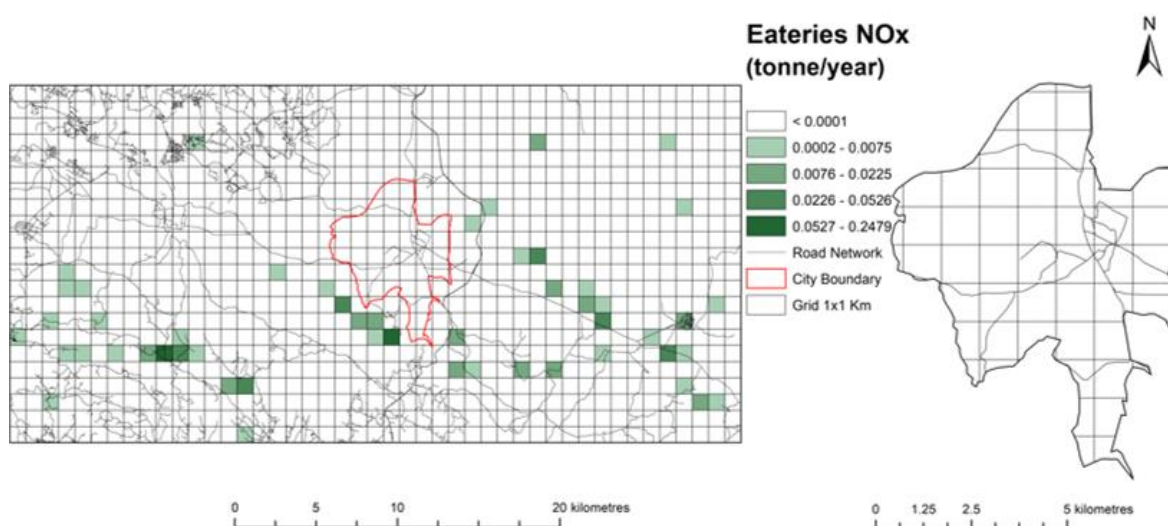 Eateries NOx
(tonne/year)
N
< 0.0001
0.0002 - 0.0075
0.0076 - 0.0225
0.0226 - 0.0526
0.0527 - 0.2479
Road Network
City Boundary
Grid 1x1 Km
0 5 10 20 kilometres
0 1.25 2.5 5 kilometres